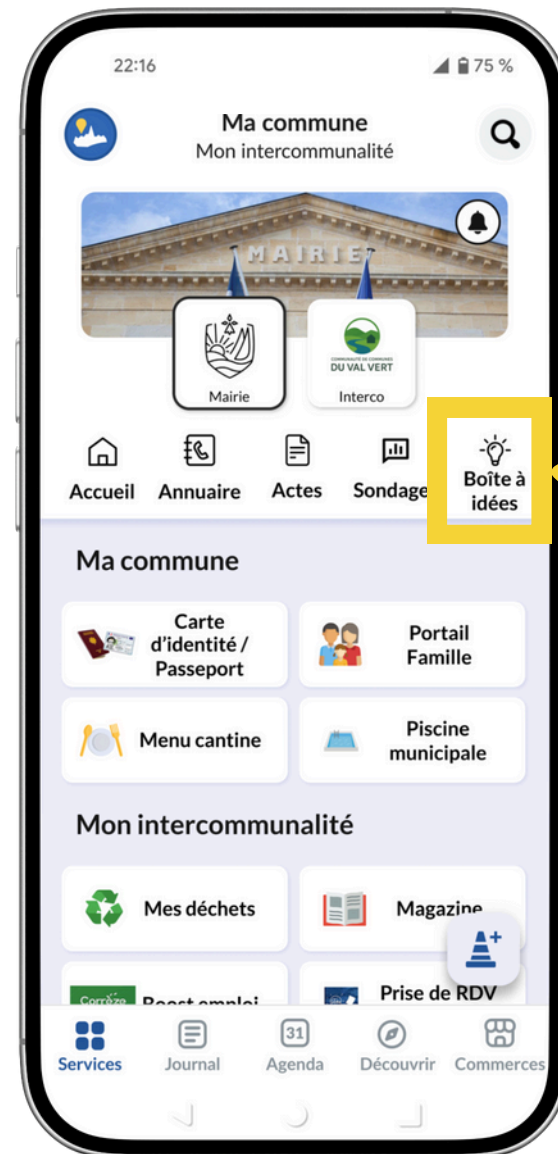 22:16
75 %
Ma commune
Mon intercommunalité
MAIRIE
Mairie
COMMUNAUTÉ DE COMMUNES
DU VAL VERT
Interco
Accueil
Annuaire
Actes
Sondage
Boîte à
idées
Ma commune
Carte
d'identité /
Passeport
Portail
Famille
Menu cantine
Piscine
municipale
Mon intercommunalité
Mes déchets
Magazine
Corrèze
Boost emploi
Prise de RDV
31
Services
Journal
Agenda
Découvrir
Commerces